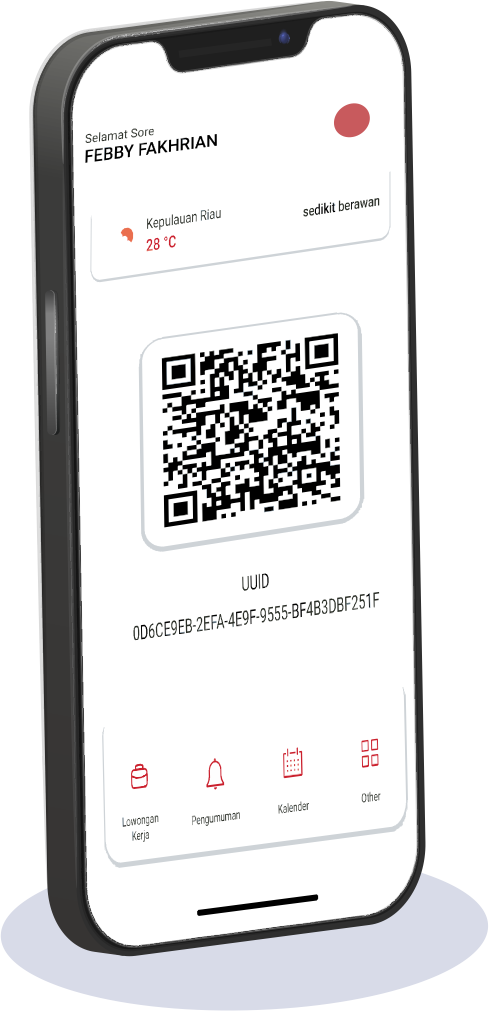 Selamat Sore
FEBBY FAKHRIAN
Kepulauan Riau
28 °C
sedikit berawan
UUID
0D6CE9EB-2EFA-4E9F-9555-BF4B3DBF251F
Lowongan
Kerja
Pengumuman
Kalender
Other